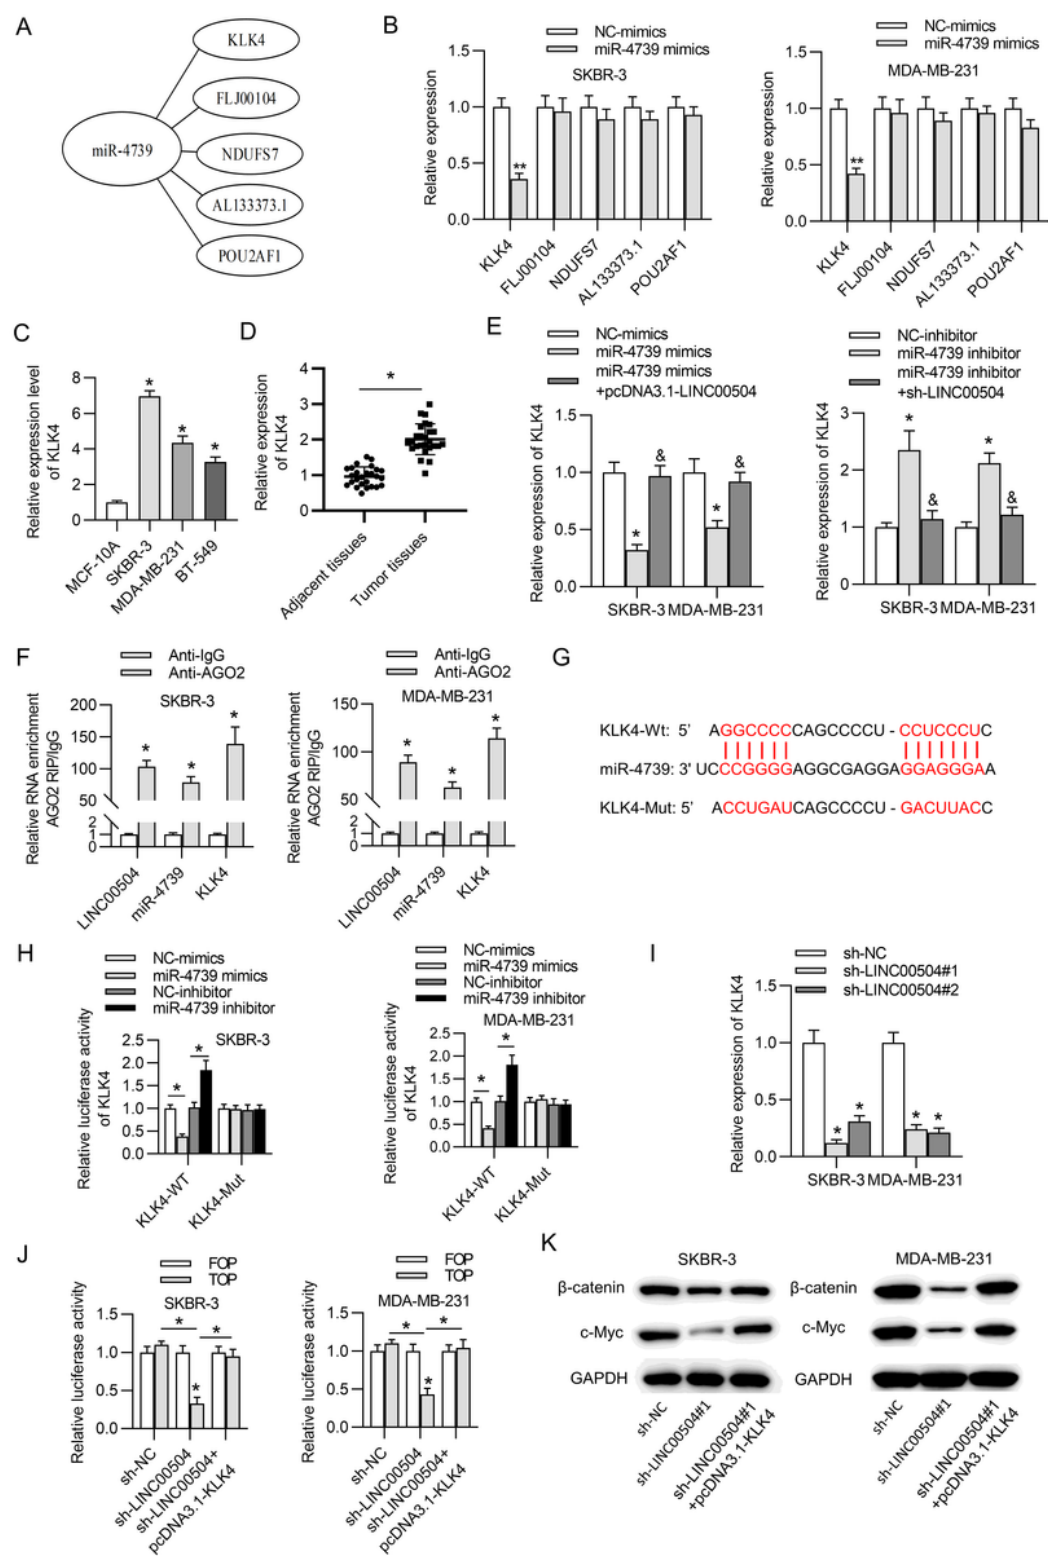 A
miR-4739
KLK4
FLJ00104
NDUFS7
AL133373.1
POU2AF1
B
NC-mimics
miR-4739 mimics
SKBR-3
Relative expression
1.5
1.0
0.5
0.0
**
KLK4
FLJ00104
NDUFS7
AL133373.1
POU2AF1
NC-mimics
miR-4739 mimics
MDA-MB-231
Relative expression
1.5
1.0
0.5
0.0
**
KLK4
FLJ00104
NDUFS7
AL133373.1
POU2AF1
C
Relative expression level
of KLK4
8
6
4
2
0
*
*
*
MCF-10A
SKBR-3
MDA-MB-231
BT-549
D
Relative expression
of KLK4
4
3
2
1
0
*
Adjacent tissues
Tumor tissues
E
NC-mimics
miR-4739 mimics
miR-4739 mimics
+pcDNA3.1-LINC00504
Relative expression of KLK4
1.5
1.0
0.5
0.0
*
&
*
&
SKBR-3
MDA-MB-231
NC-inhibitor
miR-4739 inhibitor
miR-4739 inhibitor
+sh-LINC00504
Relative expression of KLK4
3
2
1
0
*
&
*
&
SKBR-3
MDA-MB-231
F
Anti-IgG
Anti-AGO2
SKBR-3
Relative RNA enrichment
AGO2 RIP/IgG
200
150
100
50
2
1
0
*
*
*
LINC00504
miR-4739
KLK4
Anti-IgG
Anti-AGO2
MDA-MB-231
Relative RNA enrichment
AGO2 RIP/IgG
150
100
50
2
1
0
*
*
*
LINC00504
miR-4739
KLK4
G
KLK4-Wt: 5' AGGCCCCCAGCCCCU - CCUCCCUC
miR-4739: 3' UCCCGGGGAGGCGAGGAGGAGGGAA
KLK4-Mut: 5' ACCUGAUCAGCCCCU - GACUUACC
H
NC-mimics
miR-4739 mimics
NC-inhibitor
miR-4739 inhibitor
SKBR-3
Relative luciferase activity
of KLK4
2.5
2.0
1.5
1.0
0.5
0.0
*
*
KLK4-WT
KLK4-Mut
NC-mimics
miR-4739 mimics
NC-inhibitor
miR-4739 inhibitor
MDA-MB-231
Relative luciferase activity
of KLK4
2.5
2.0
1.5
1.0
0.5
0.0
*
*
KLK4-WT
KLK4-Mut
I
sh-NC
sh-LINC00504#1
sh-LINC00504#2
Relative expression of KLK4
1.5
1.0
0.5
0.0
*
*
*
*
SKBR-3
MDA-MB-231
J
FOP
TOP
SKBR-3
Relative luciferase activity
1.5
1.0
0.5
0.0
*
*
*
sh-NC
sh-LINC00504
sh-LINC00504+
pcDNA3.1-KLK4
FOP
TOP
MDA-MB-231
Relative luciferase activity
1.5
1.0
0.5
0.0
*
*
*
sh-NC
sh-LINC00504
sh-LINC00504+
pcDNA3.1-KLK4
K
SKBR-3
β-catenin
c-Myc
GAPDH
sh-NC
sh-LINC00504#1
sh-LINC00504#1
+pcDNA3.1-KLK4
MDA-MB-231
β-catenin
c-Myc
GAPDH
sh-NC
sh-LINC00504#1
sh-LINC00504#1
+pcDNA3.1-KLK4